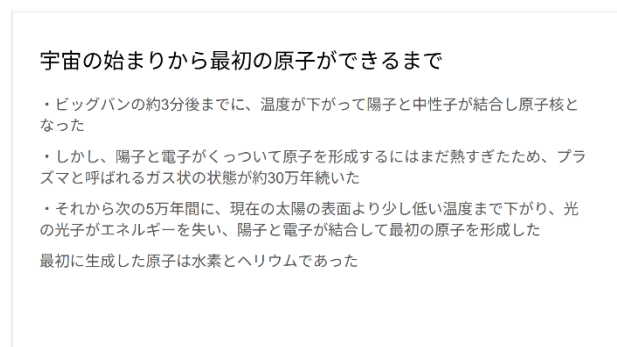 宇宙の始まりから最初の原子ができるまで
・ビッグバンの約3分後までに、温度が下がって陽子と中性子が結合し原子核と
なった
・しかし、陽子と電子がくっついて原子を形成するにはまだ熱すぎたため、プラ
ズマと呼ばれるガス状の状態が約30万年続いた
・それから次の5万年間に、現在の太陽の表面より少し低い温度まで下がり、光
の光子がエネルギーを失い、陽子と電子が結合して最初の原子を形成した
最初に生成した原子は水素とヘリウムであった